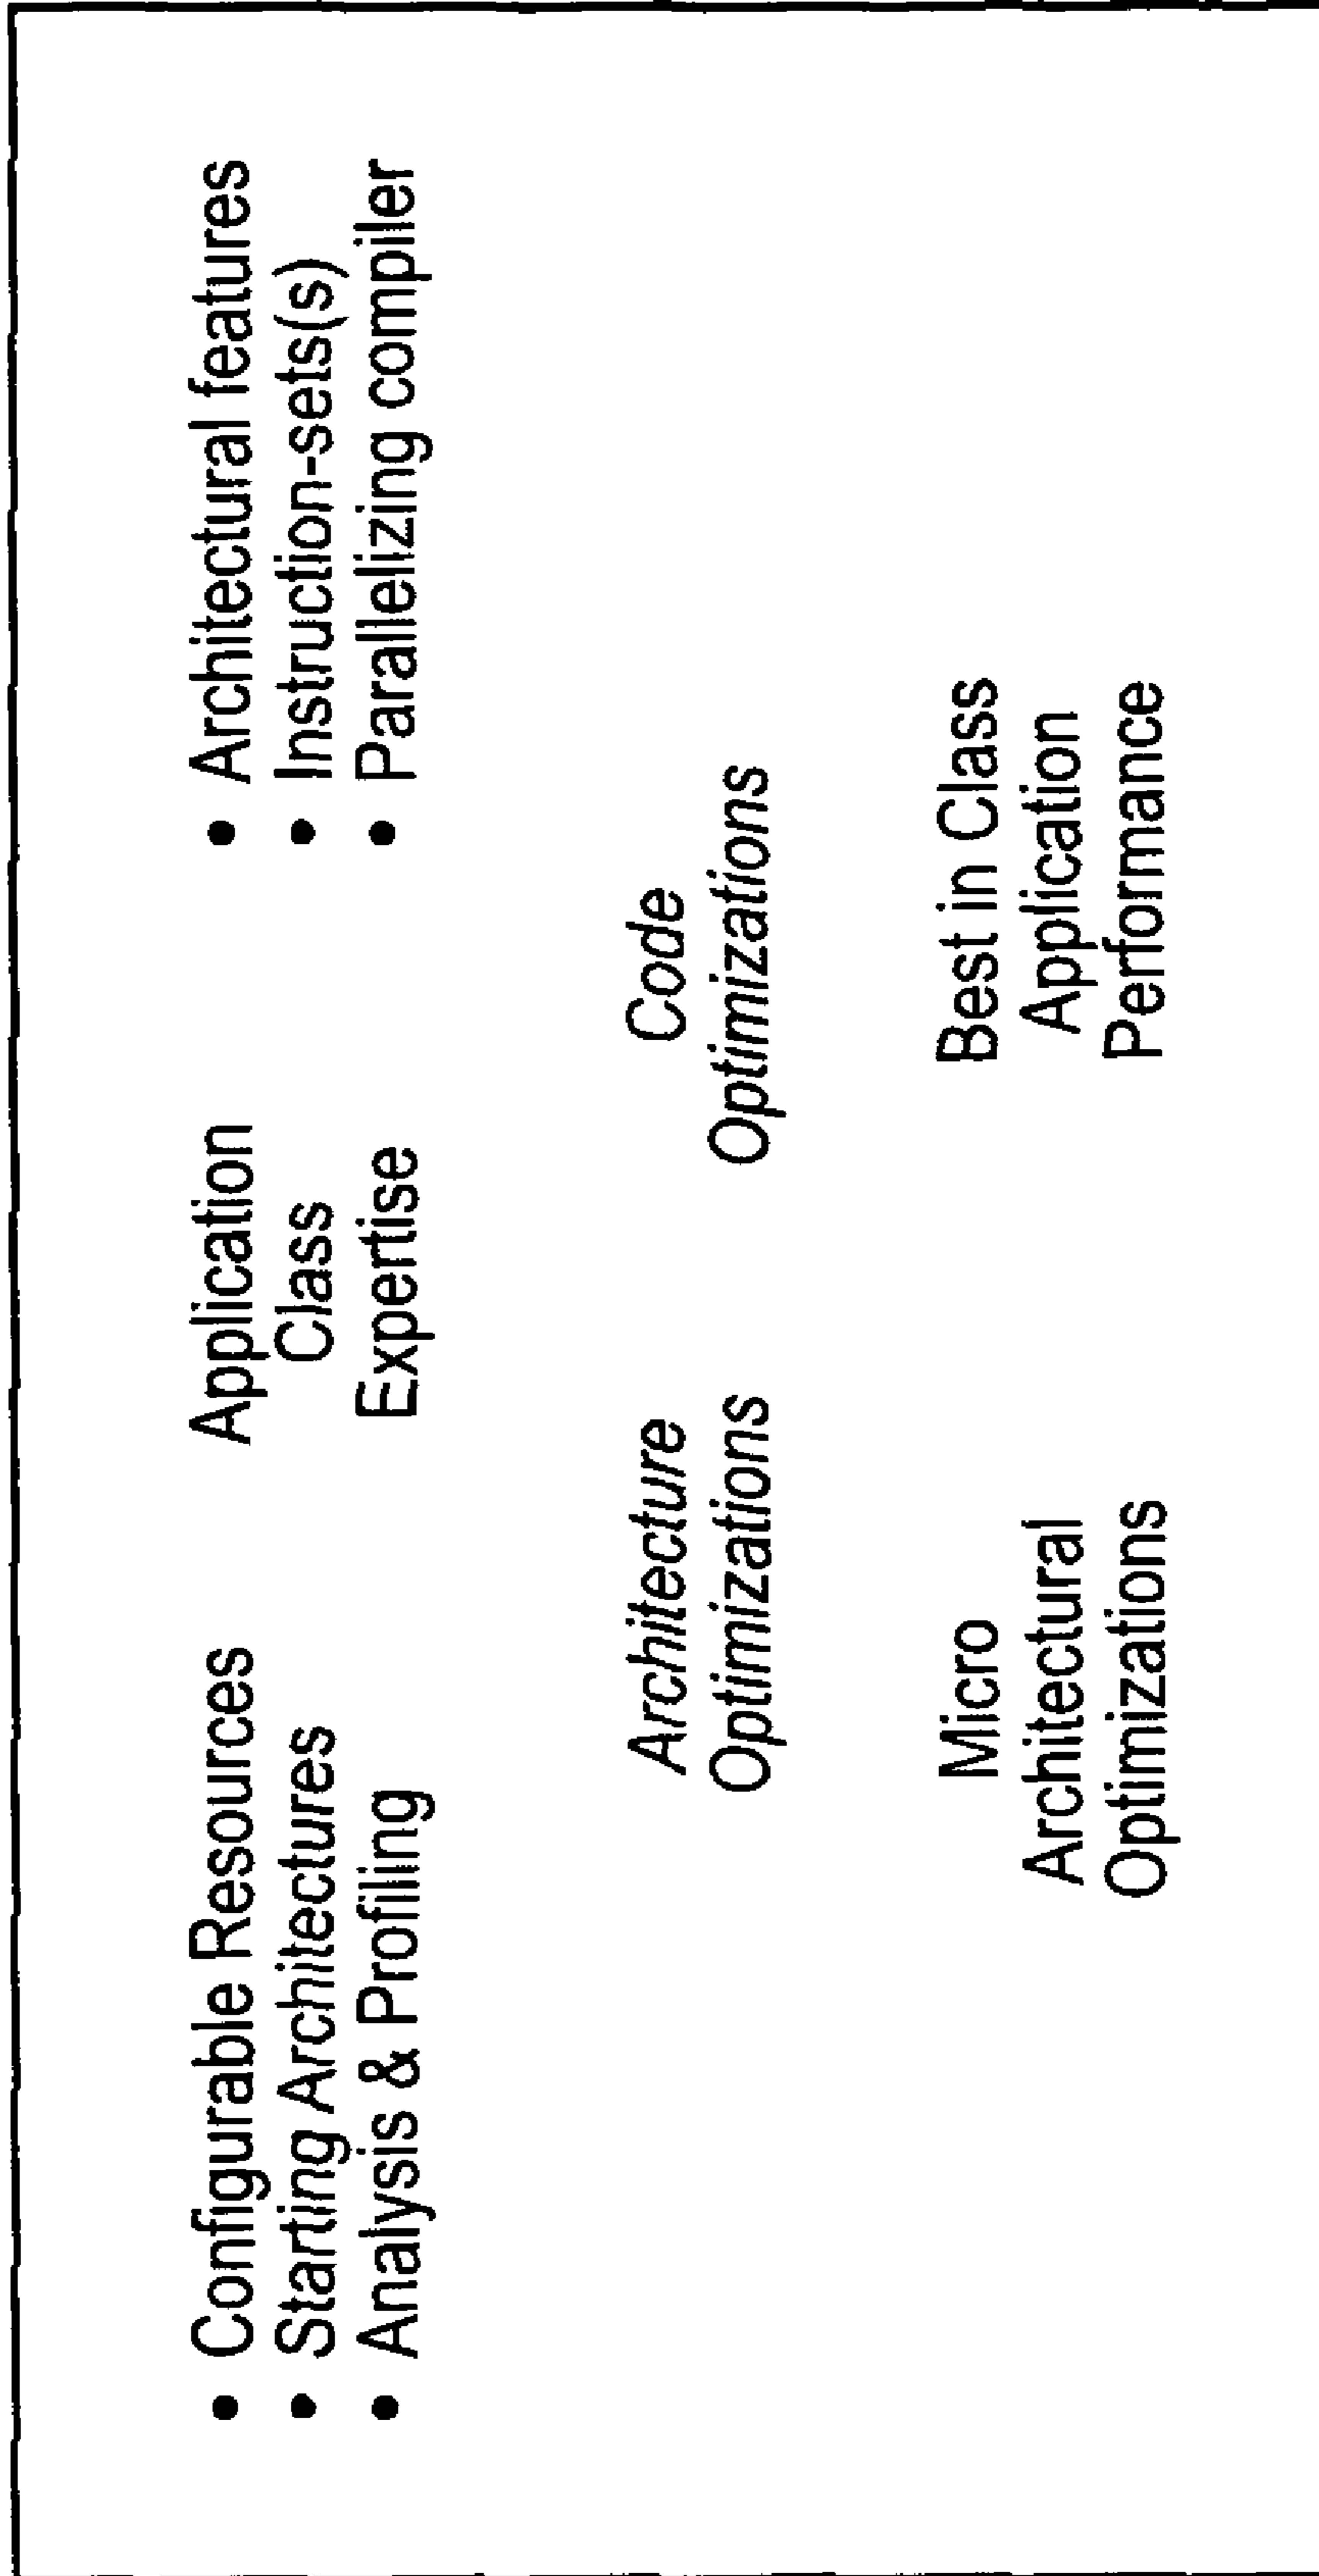 • Configurable Resources
• Starting Architectures
• Analysis & Profiling
Application
Class
Expertise
• Architectural features
• Instruction-sets(s)
• Parallelizing compiler
Architecture
Optimizations
Code
Optimizations
Micro
Architectural
Optimizations
Best in Class
Application
Performance